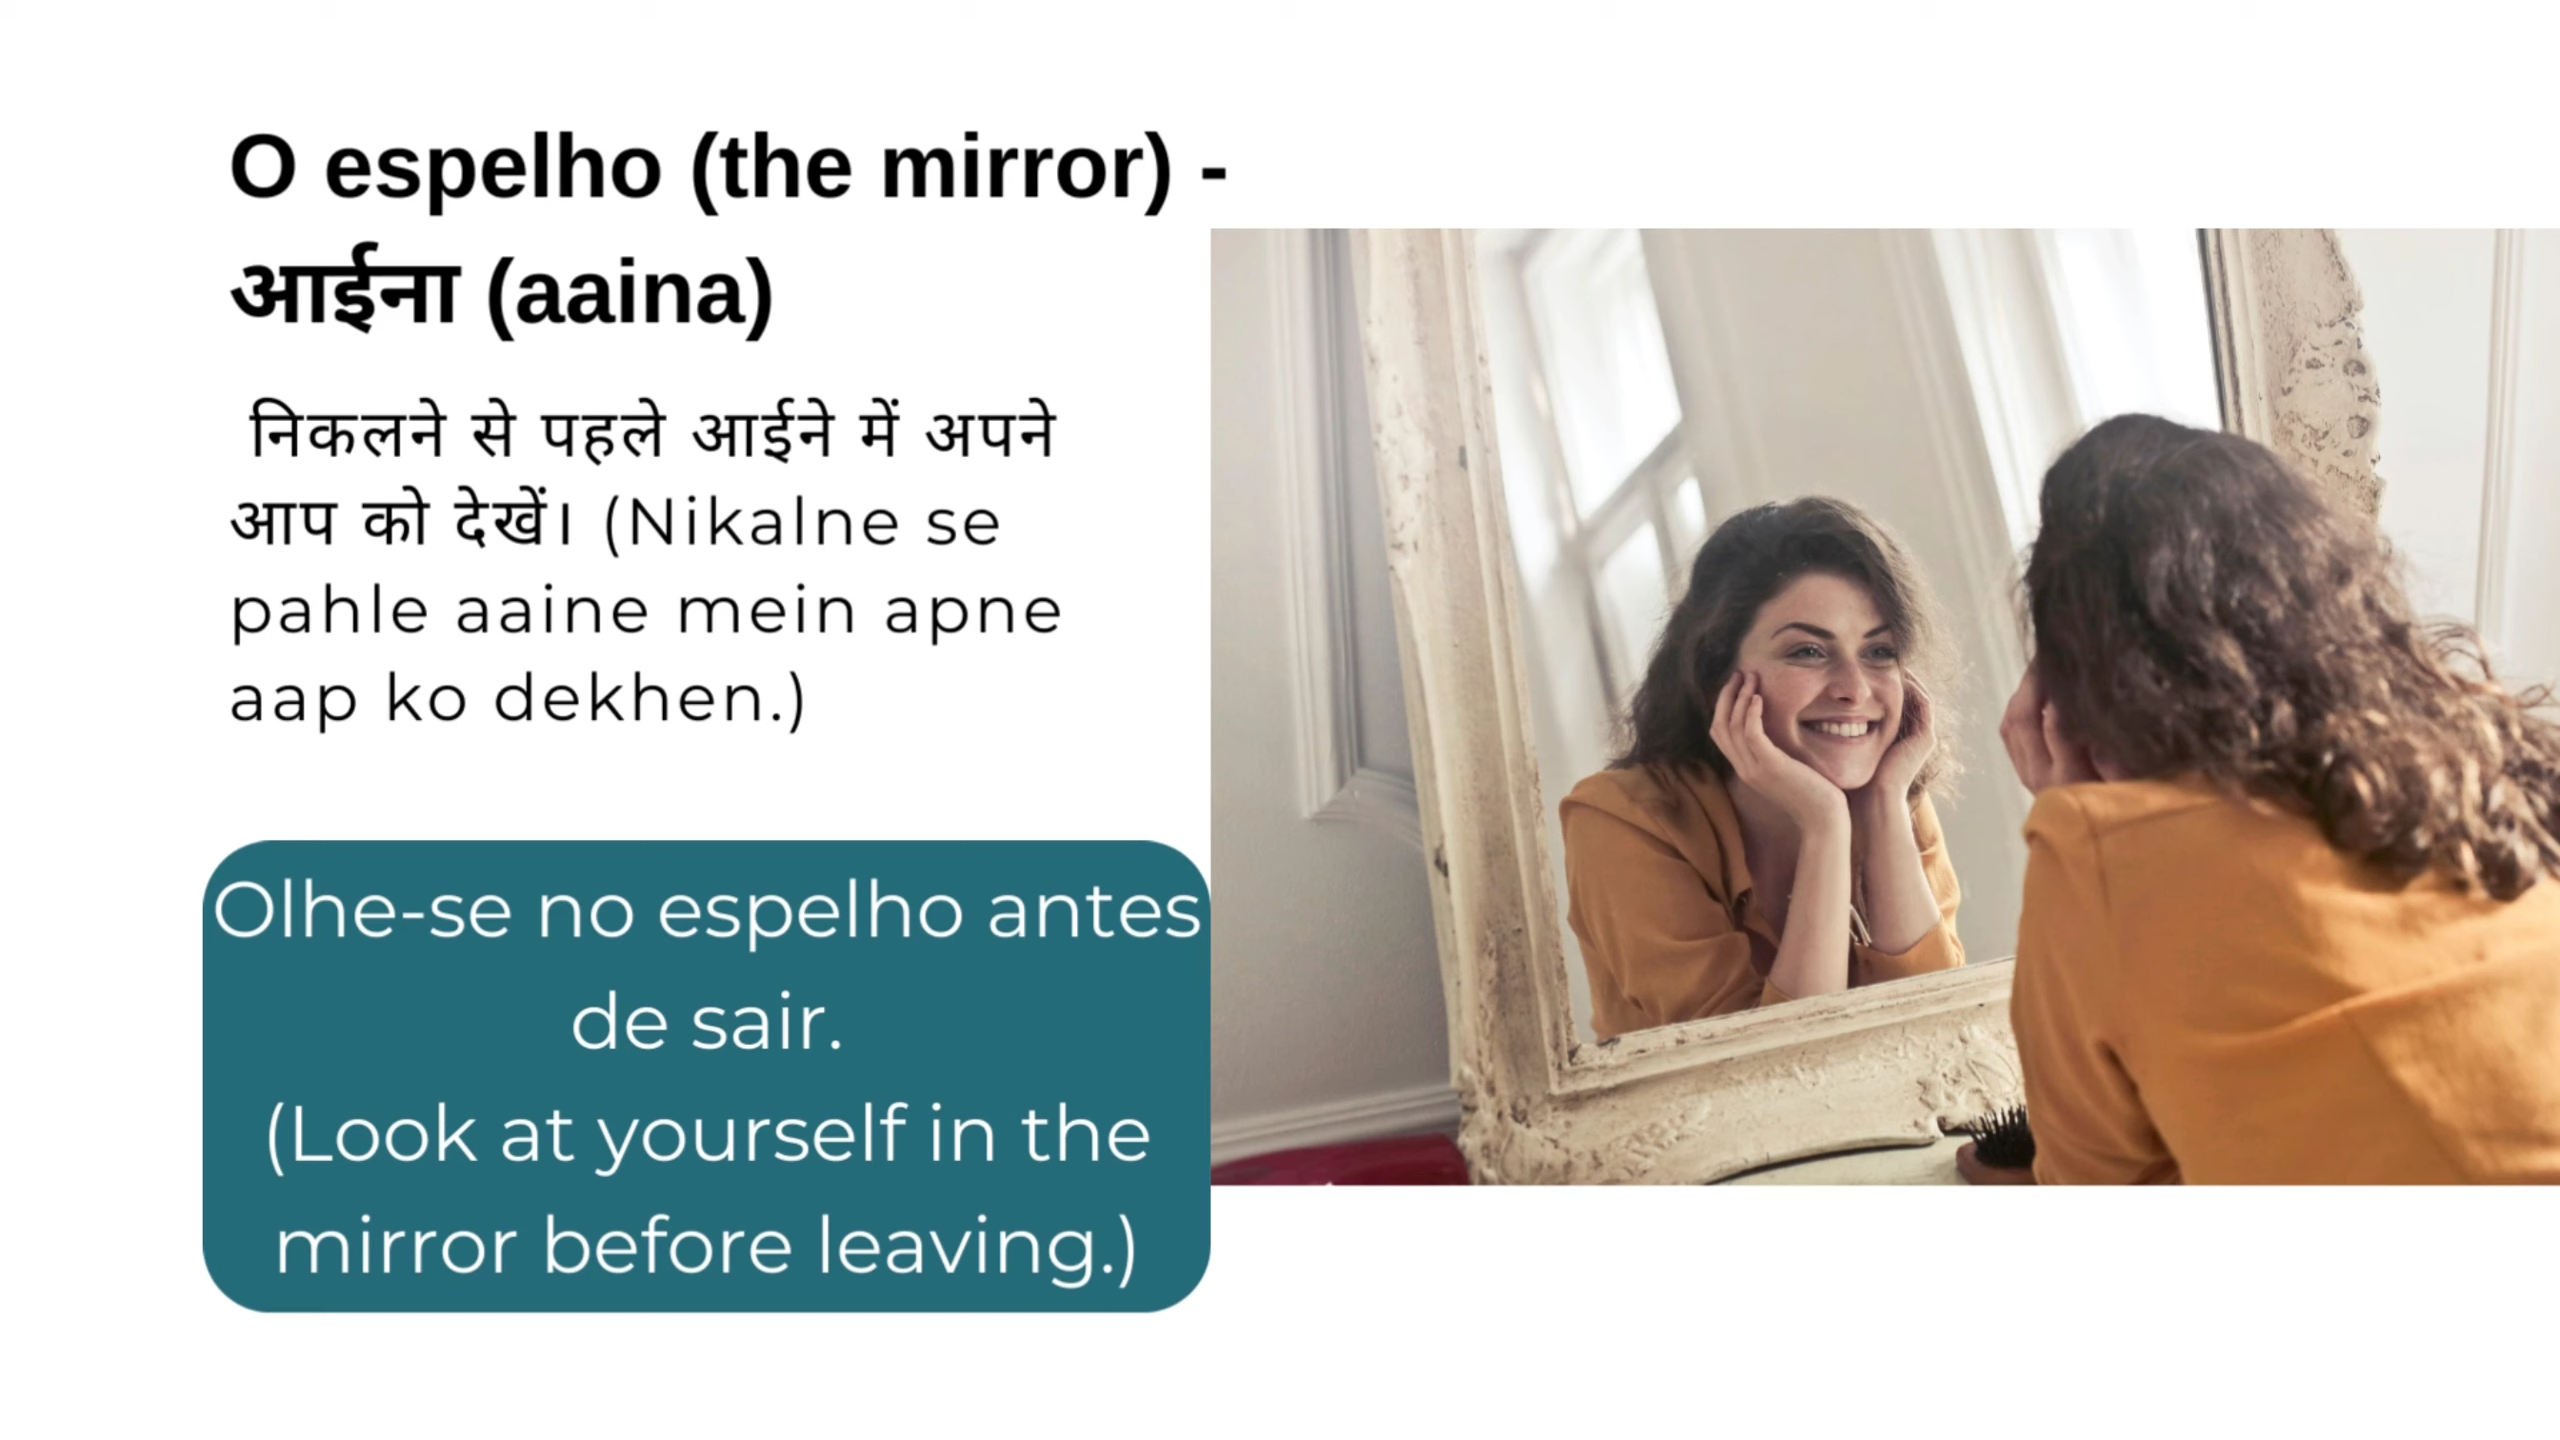 O espelho (the mirror) -
आईना (aaina)
निकलने से पहले आईने में अपने
आप को देखें। (Nikalne se
pahle aaine mein apne
aap ko dekhen.)
Olhe-se no espelho antes
de sair.
(Look at yourself in the
mirror before leaving.)